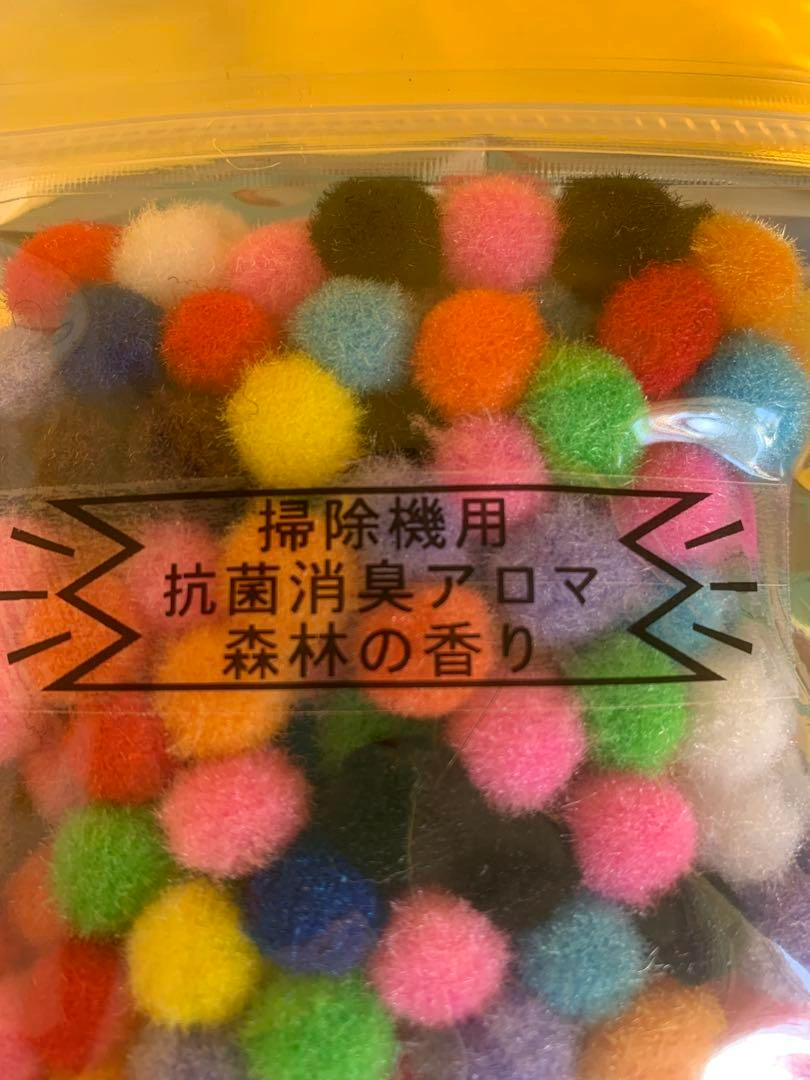 掃除機用
抗菌消臭アロマ
森林の香り